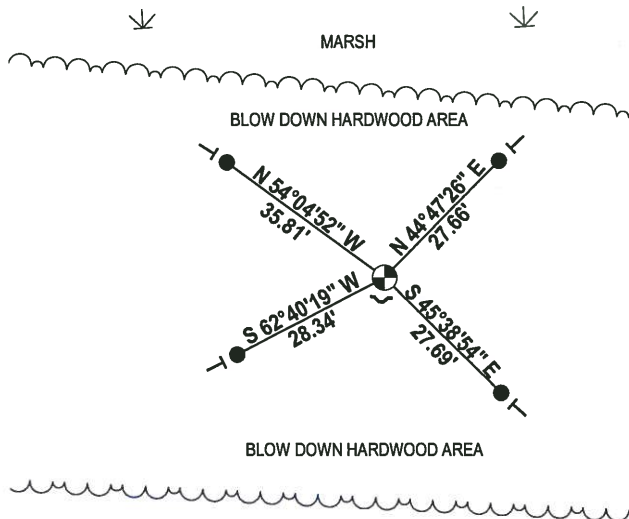 MARSH
BLOW DOWN HARDWOOD AREA
N 54°04'52" W
35.81'
N 44°47'26" E
27.66'
S 62°40'19" W
28.34'
S 45°38'54" E
27.69'
BLOW DOWN HARDWOOD AREA